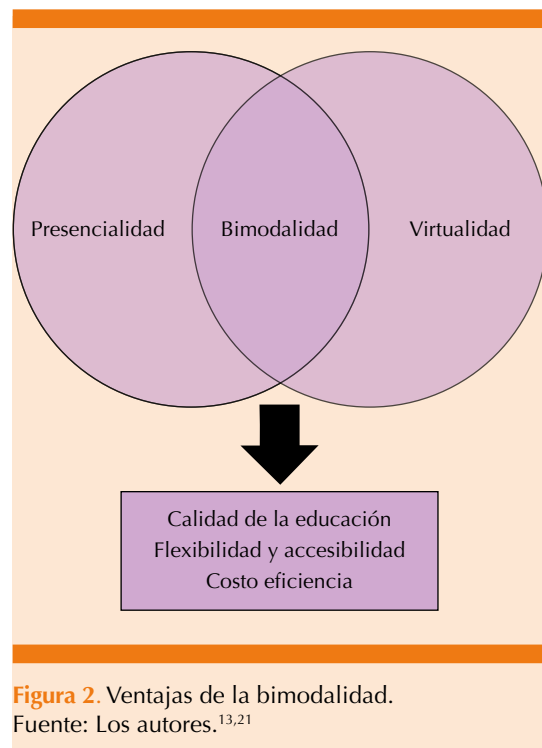 Presencialidad Bimodalidad Virtualidad
Calidad de la educación
Flexibilidad y accesibilidad
Costo eficiencia
Figura 2. Ventajas de la bimodalidad.
Fuente: Los autores.13,21